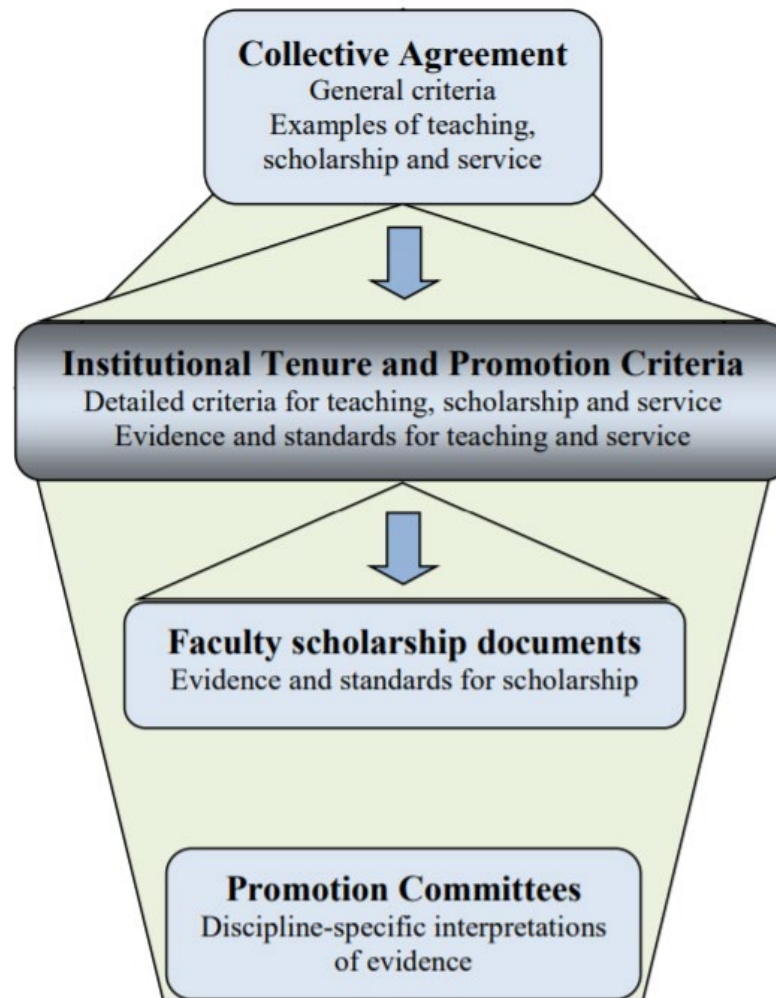 Collective Agreement
General criteria
Examples of teaching,
scholarship and service
Institutional Tenure and Promotion Criteria
Detailed criteria for teaching, scholarship and service
Evidence and standards for teaching and service
Faculty scholarship documents
Evidence and standards for scholarship
Promotion Committees
Discipline-specific interpretations
of evidence